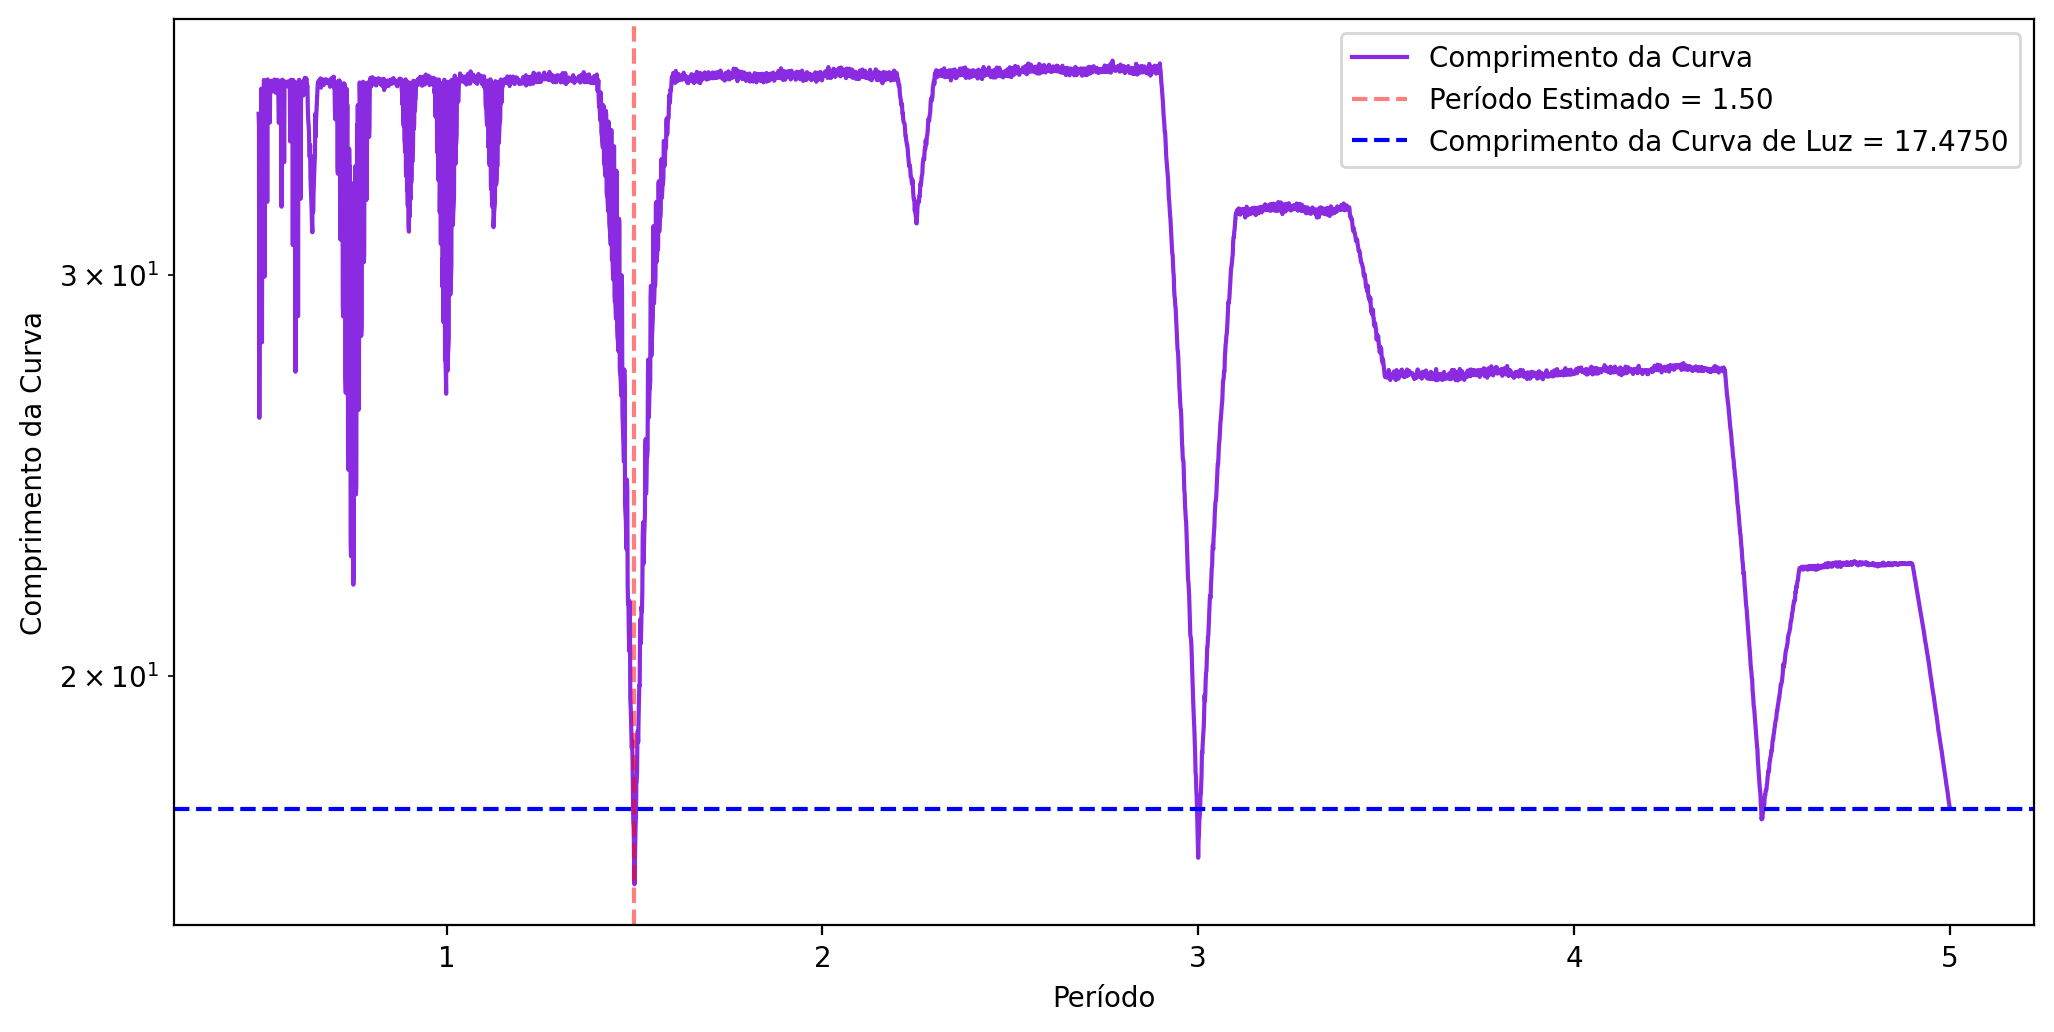 Comprimento da Curva
Período Estimado = 1.50
Comprimento da Curva de Luz = 17.4750
3 × 10¹
2 × 10¹
Comprimento da Curva
1 2 3 4 5
Período